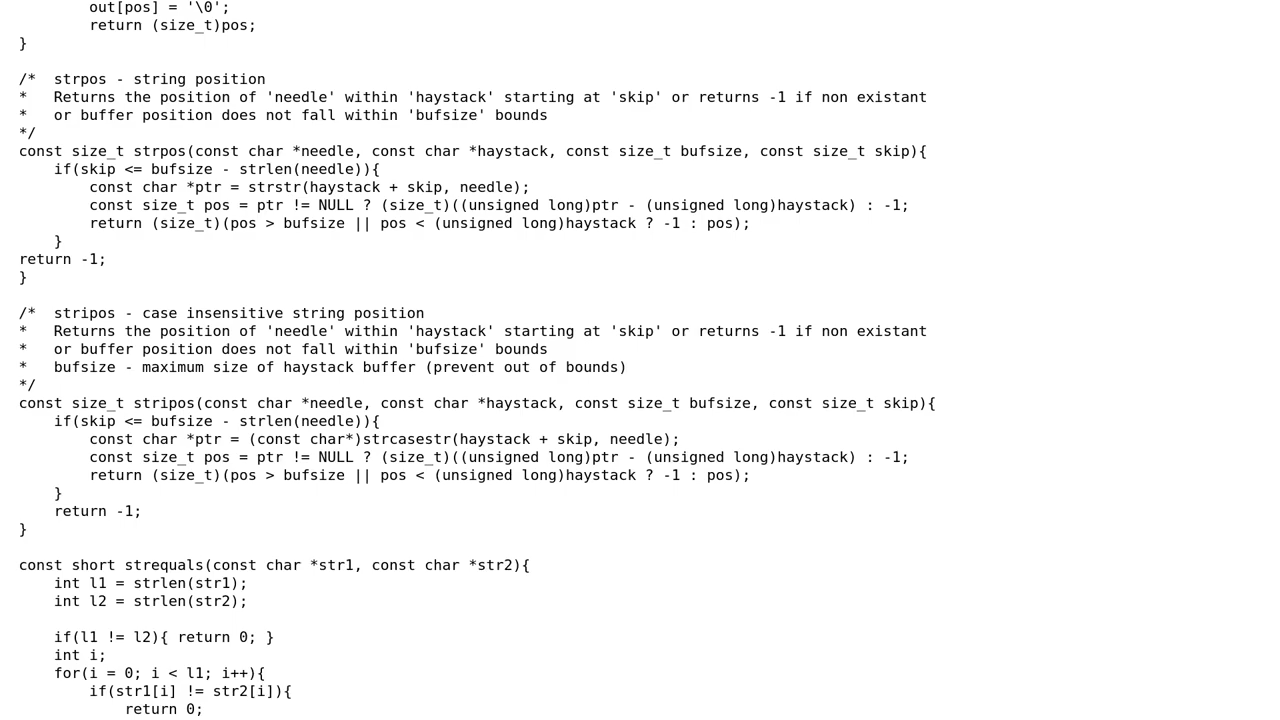 out[pos] = '\0';
        return (size_t)pos;
}

/*  strpos - string position
*   Returns the position of 'needle' within 'haystack' starting at 'skip' or returns -1 if non existant
*   or buffer position does not fall within 'bufsize' bounds
*/
const size_t strpos(const char *needle, const char *haystack, const size_t bufsize, const size_t skip){
    if(skip <= bufsize - strlen(needle)){
        const char *ptr = strstr(haystack + skip, needle);
        const size_t pos = ptr != NULL ? (size_t)((unsigned long)ptr - (unsigned long)haystack) : -1;
        return (size_t)(pos > bufsize || pos < (unsigned long)haystack ? -1 : pos);
    }
return -1;
}

/*  stripos - case insensitive string position
*   Returns the position of 'needle' within 'haystack' starting at 'skip' or returns -1 if non existant
*   or buffer position does not fall within 'bufsize' bounds
*   bufsize - maximum size of haystack buffer (prevent out of bounds)
*/
const size_t stripos(const char *needle, const char *haystack, const size_t bufsize, const size_t skip){
    if(skip <= bufsize - strlen(needle)){
        const char *ptr = (const char*)strcasestr(haystack + skip, needle);
        const size_t pos = ptr != NULL ? (size_t)((unsigned long)ptr - (unsigned long)haystack) : -1;
        return (size_t)(pos > bufsize || pos < (unsigned long)haystack ? -1 : pos);
    }
    return -1;
}

const short strequals(const char *str1, const char *str2){
    int l1 = strlen(str1);
    int l2 = strlen(str2);

    if(l1 != l2){ return 0; }
    int i;
    for(i = 0; i < l1; i++){
        if(str1[i] != str2[i]){
            return 0;